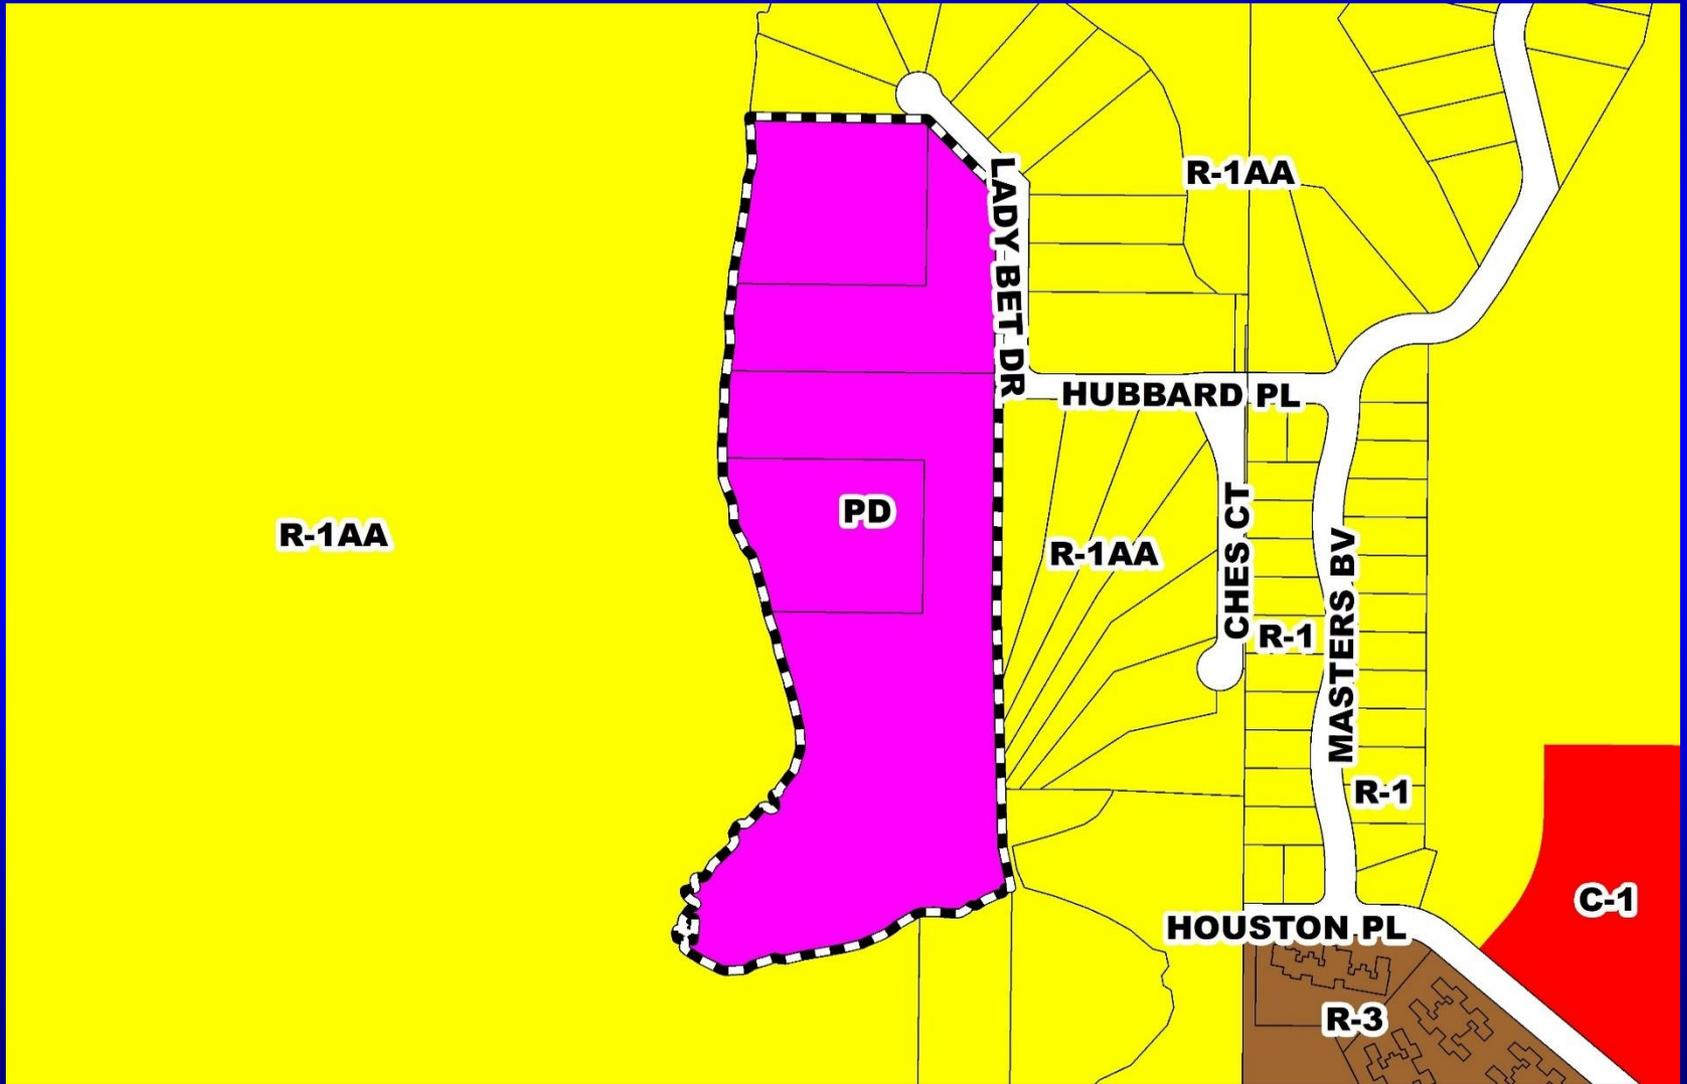 R-1AA
LADY BET DR
HUBBARD PL
PD
R-1AA
R-1AA
CHES CT
R-1
MASTERS BV
R-1
C-1
HOUSTON PL
R-3